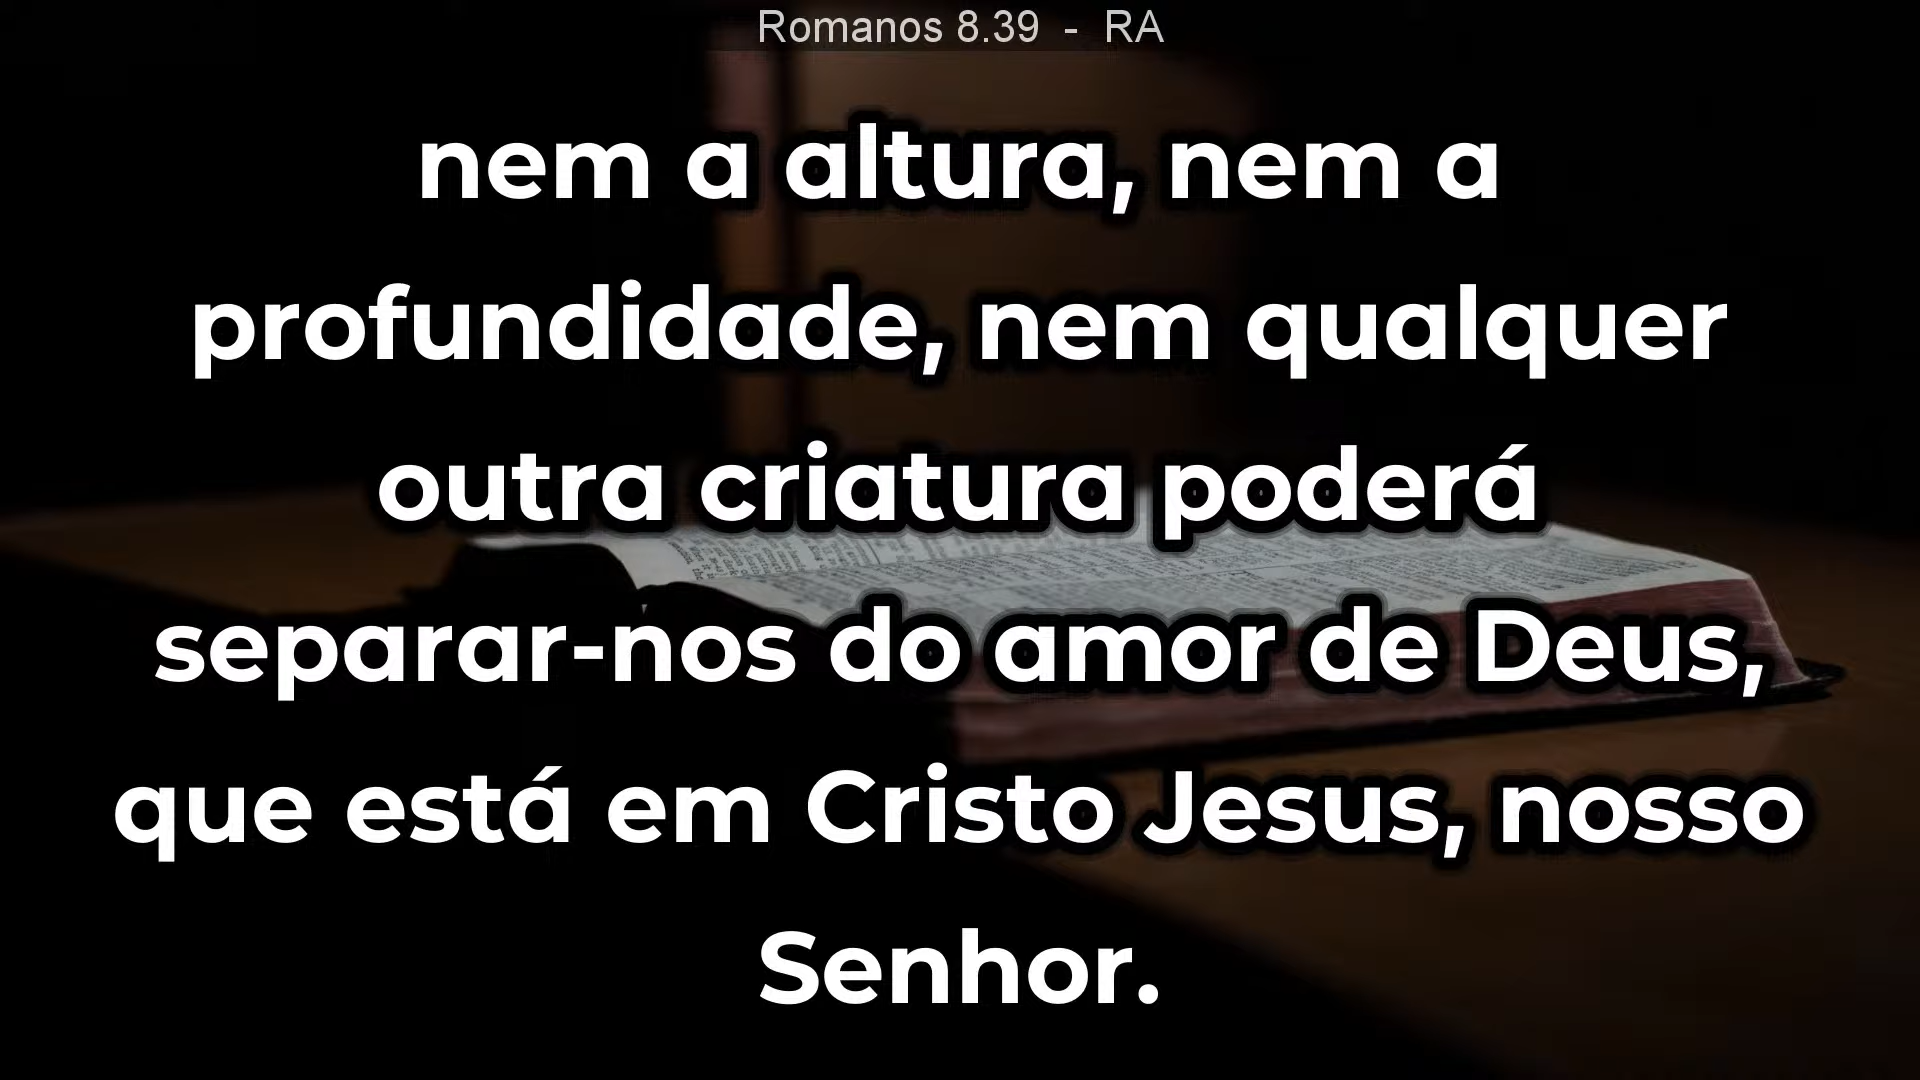 Romanos 8.39 - RA
nem a altura, nem a
profundidade, nem qualquer
outra criatura poderá
separar-nos do amor de Deus,
que está em Cristo Jesus, nosso
Senhor.